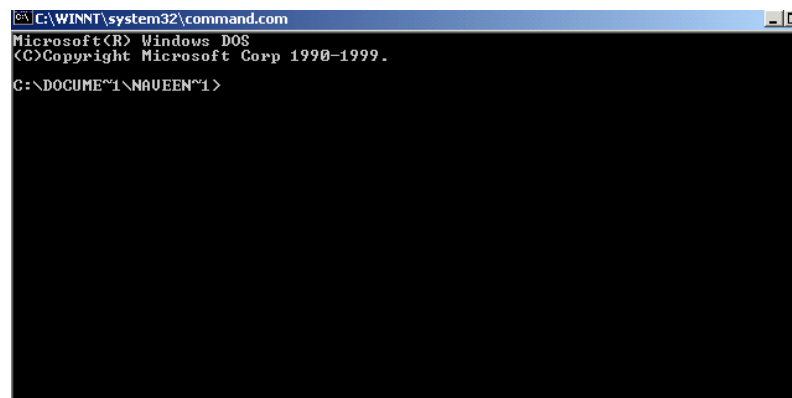 C:\WINNT\system32\command.com
Microsoft(R) Windows DOS
(C)Copyright Microsoft Corp 1990-1999.
C:\DOCUME~1\NAVEEN~1>